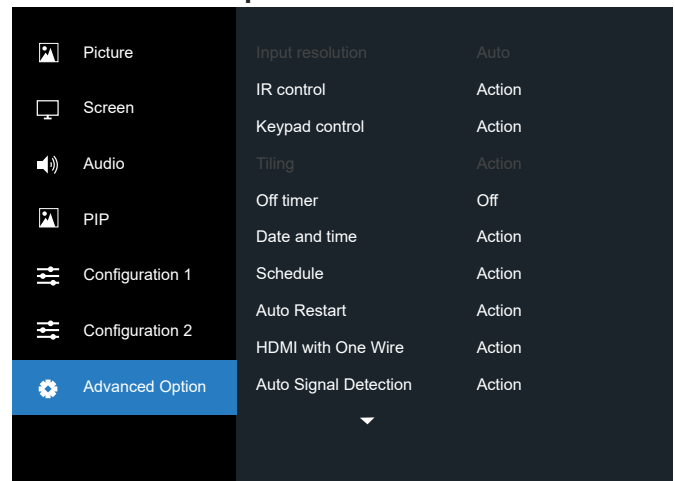 Picture
Screen
Audio
PIP
Configuration 1
Configuration 2
Advanced Option
Input resolution Auto
IR control Action
Keypad control Action
Tiling Action
Off timer Off
Date and time Action
Schedule Action
Auto Restart Action
HDMI with One Wire Action
Auto Signal Detection Action